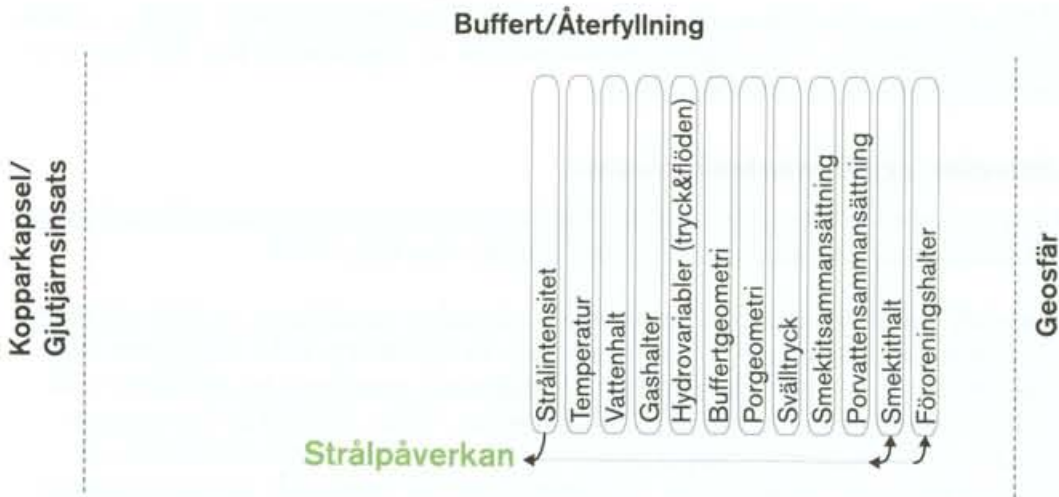 Buffert/Återfyllning
Kopparkapsel/
Gjutjärnsinsats
Strålintensitet
Temperatur
Vattenhalt
Gashalter
Hydrovariabler (tryck&flöden)
Buffertgeometri
Porgeometri
Svälltryck
Smektitsammansättning
Porvattensammansättning
Smektithalt
Föroreningshalter
Geosfär
Strålpåverkan